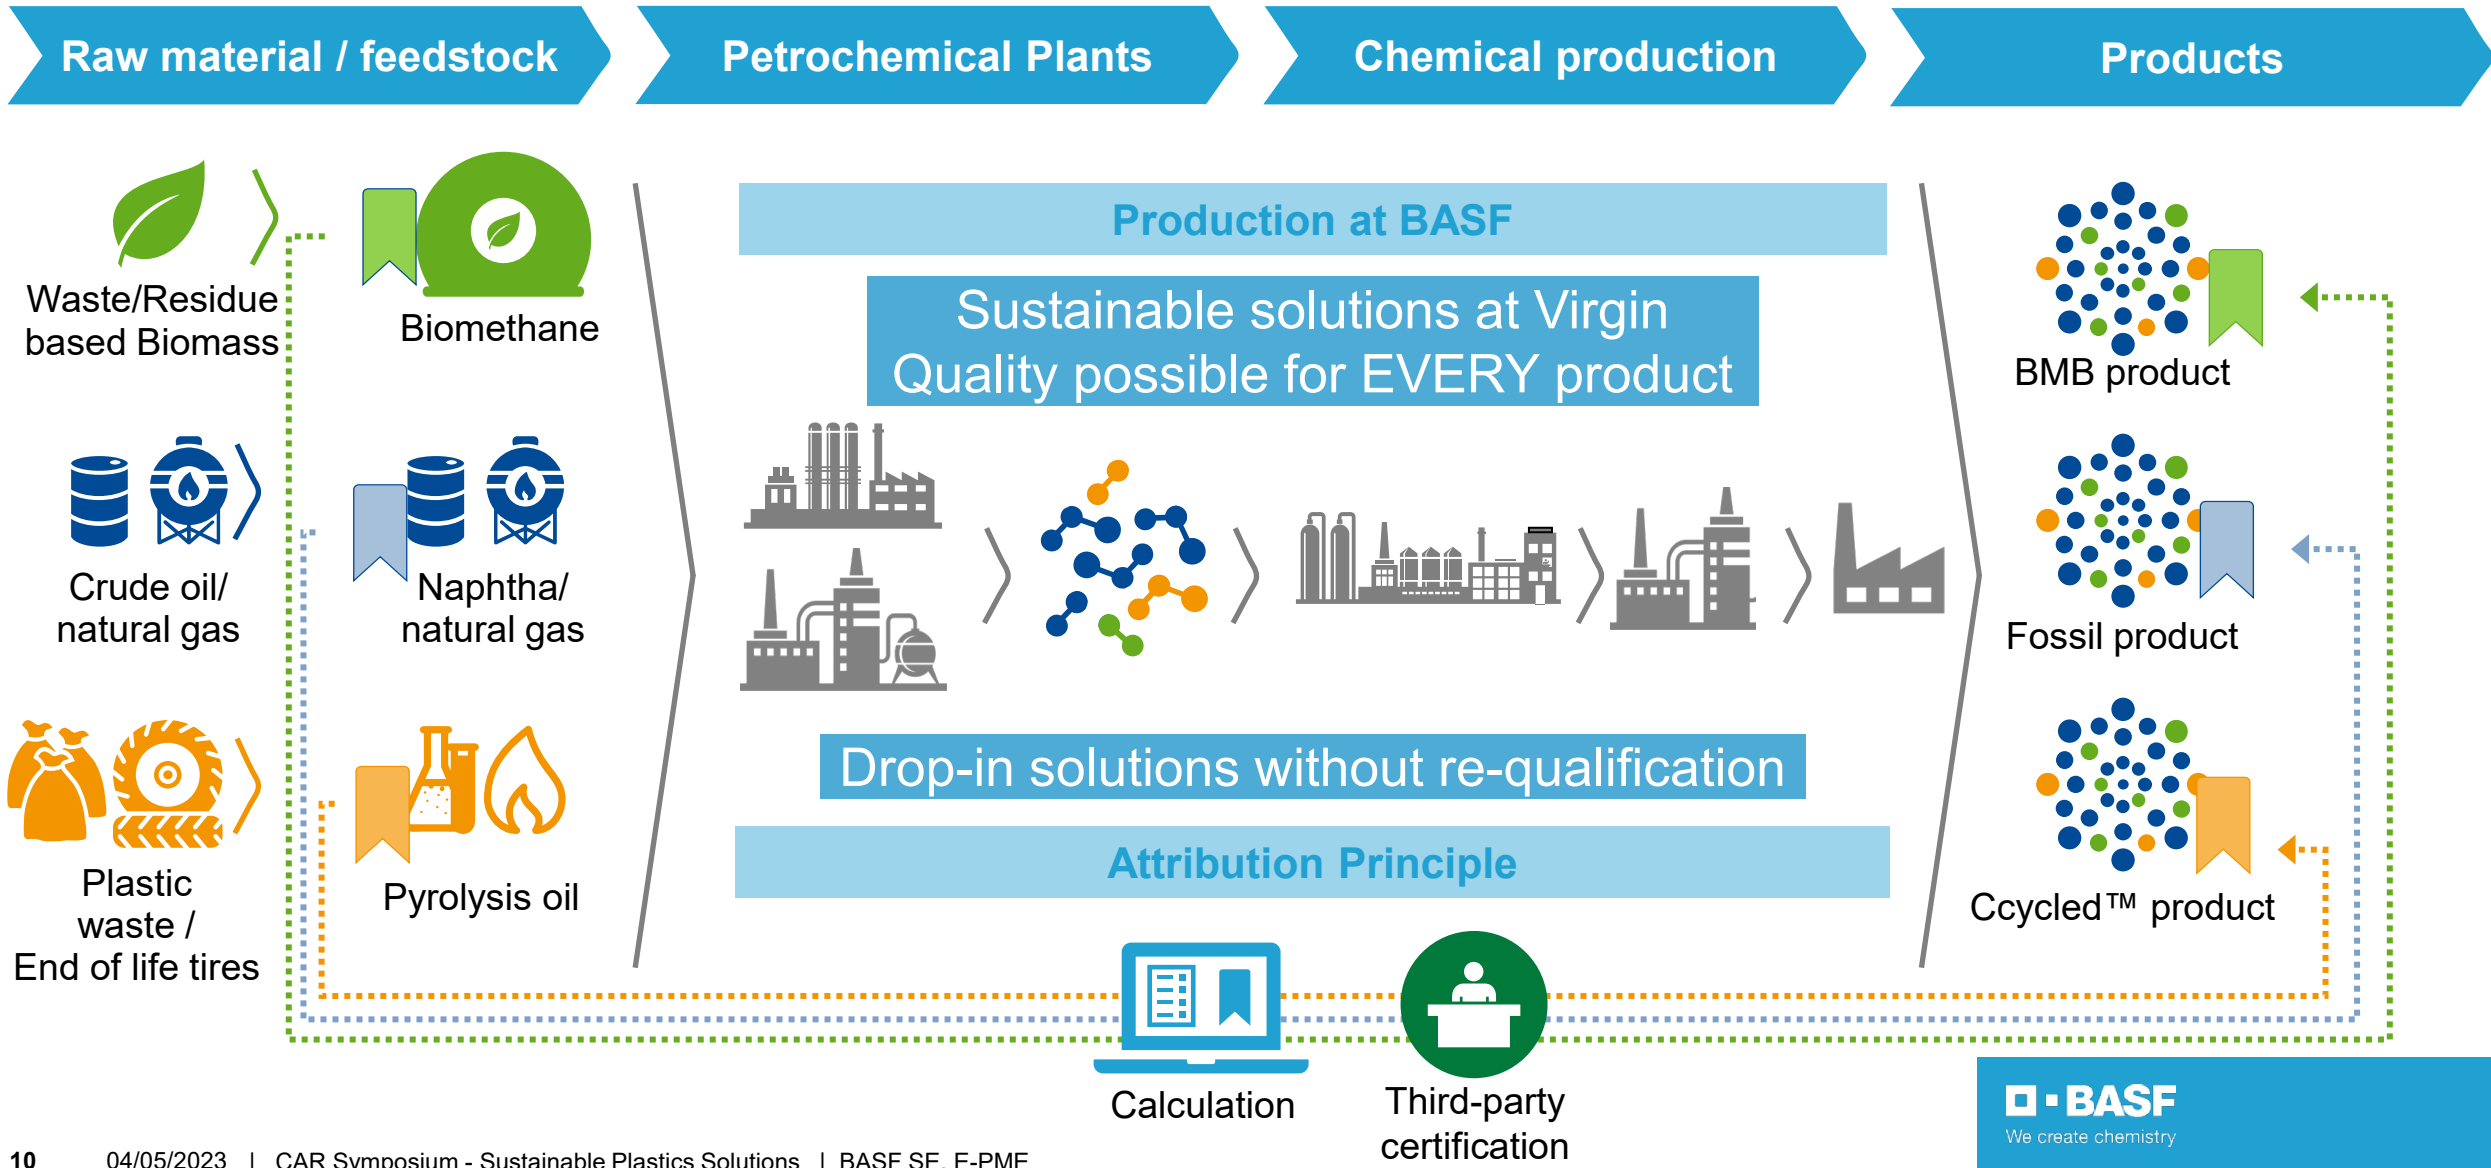 Raw material / feedstock
Petrochemical Plants
Chemical production
Products
Waste/Residue
based Biomass
Biomethane
Production at BASF
Sustainable solutions at Virgin
Quality possible for EVERY product
BMB product
Crude oil/
natural gas
Naphtha/
natural gas
Fossil product
Plastic
waste /
End of life tires
Pyrolysis oil
Drop-in solutions without re-qualification
Attribution Principle
Ccycled™ product
Calculation
Third-party
certification
BASF
We create chemistry
10 04/05/2023 | CAR Symposium - Sustainable Plastics Solutions | BASF SE, E-PME